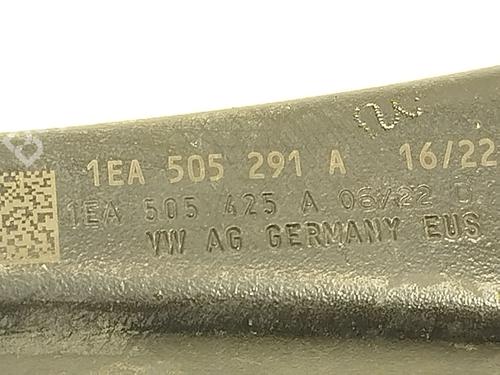 1EA 505 291 A 16/22
1EA 505 425 A 06/22
VW AG GERMANY EUS